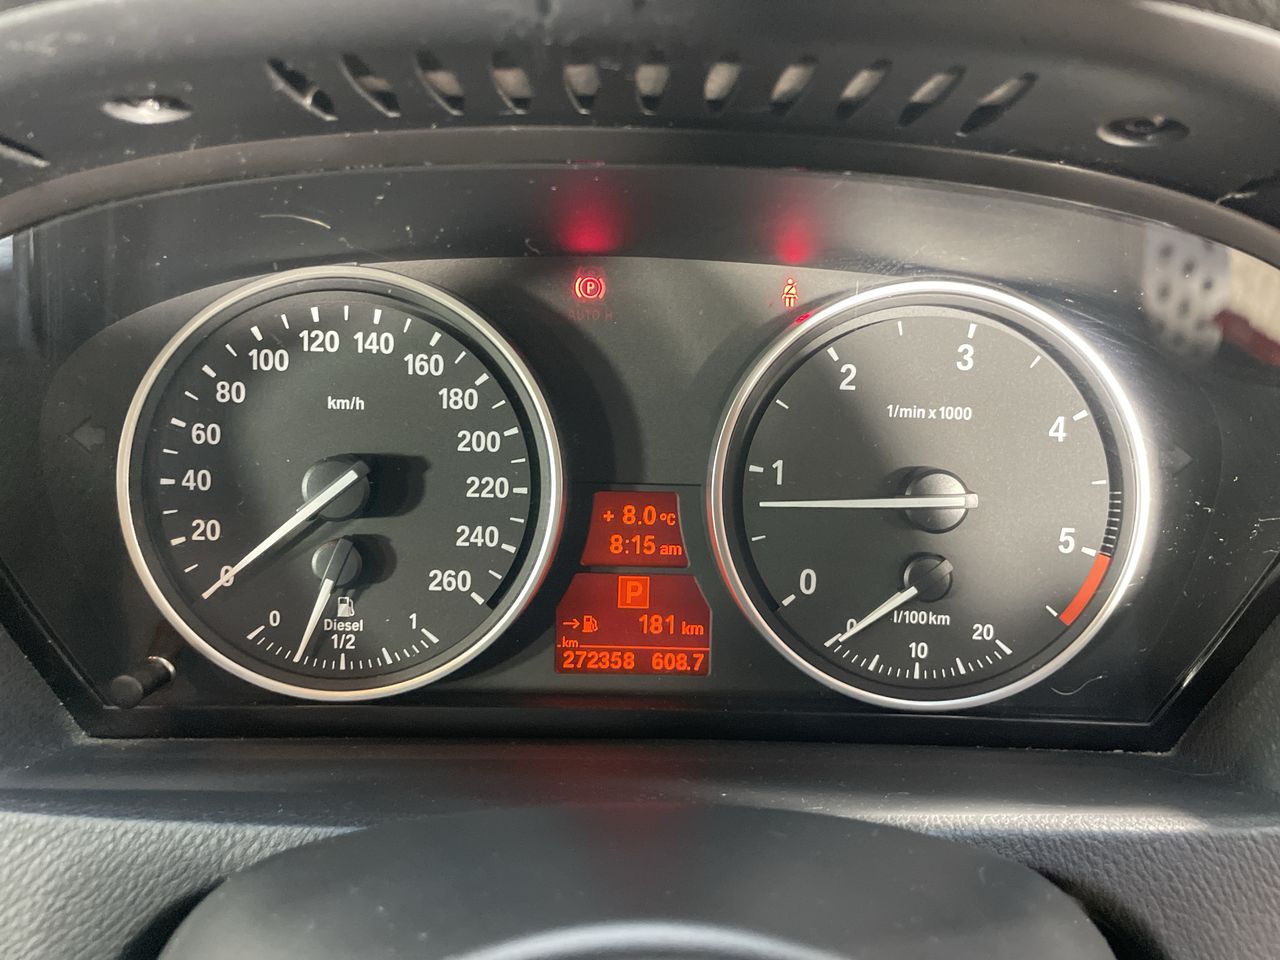 (P)
AUTO H
0
20
40
60
80
100
120
140
160
180
200
220
240
260
km/h
0
1/2
1
Diesel
+ 8.0°C
8:15 am
P
→ 181 km
km
272358 608.7
0
1
2
3
4
5
1/min x 1000
0
10
20
l/100km